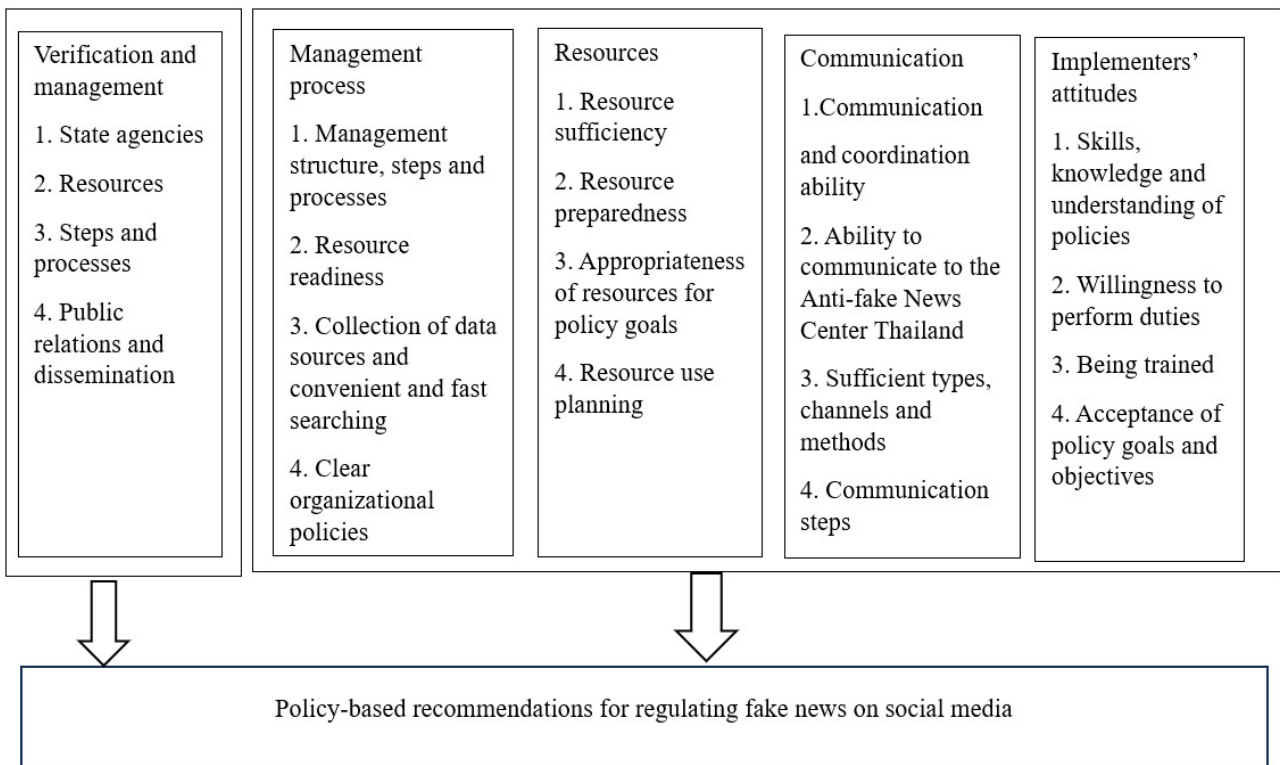 Verification and
management
1. State agencies
2. Resources
3. Steps and
processes
4. Public
relations and
dissemination
Management
process
1. Management
structure, steps and
processes
2. Resource
readiness
3. Collection of data
sources and
convenient and fast
searching
4. Clear
organizational
policies
Resources
1. Resource
sufficiency
2. Resource
preparedness
3. Appropriateness
of resources for
policy goals
4. Resource use
planning
Communication
1.Communication
and coordination
ability
2. Ability to
communicate to the
Anti-fake News
Center Thailand
3. Sufficient types,
channels and
methods
4. Communication
steps
Implementers’
attitudes
1. Skills,
knowledge and
understanding of
policies
2. Willingness to
perform duties
3. Being trained
4. Acceptance of
policy goals and
objectives
Policy-based recommendations for regulating fake news on social media